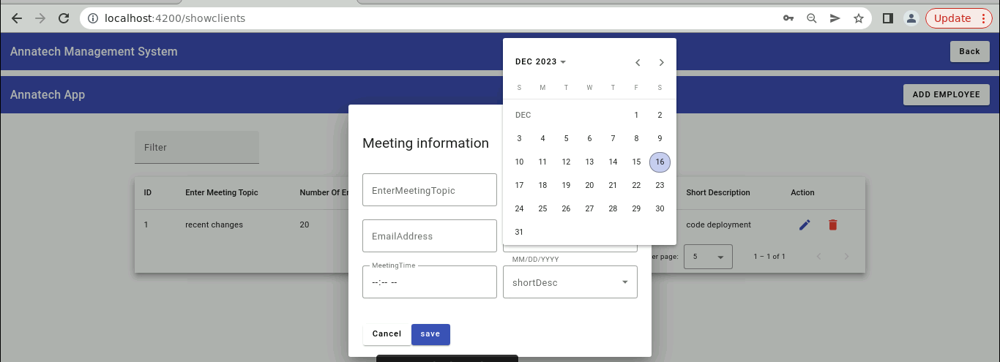 localhost:4200/showclients
Update
Annatech Management System
Back
Annatech App
ADD EMPLOYEE
Filter
ID Enter Meeting Topic Number Of Short Description Action
1 recent changes 20 code deployment
per page: 5 1 – 1 of 1
Meeting information
EnterMeetingTopic
EmailAddress
MM/DD/YYYY
MeetingTime
--:-- --
shortDesc
Cancel save
DEC 2023
S M T W T F S
DEC 1 2
3 4 5 6 7 8 9
10 11 12 13 14 15 16
17 18 19 20 21 22 23
24 25 26 27 28 29 30
31